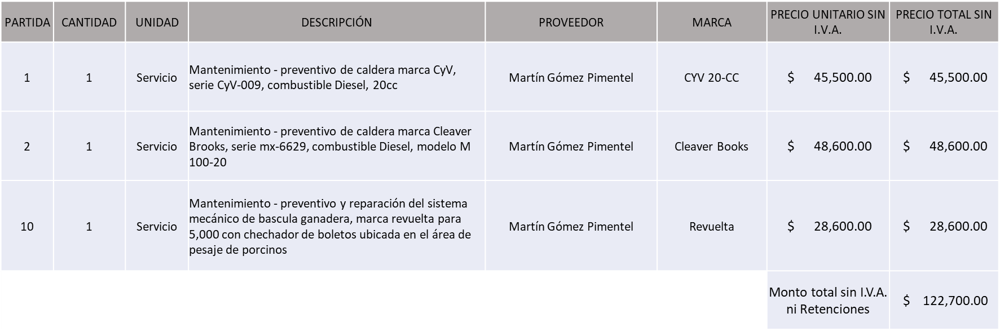 PARTIDA CANTIDAD UNIDAD DESCRIPCIÓN PROVEEDOR MARCA PRECIO UNITARIO SIN I.V.A. PRECIO TOTAL SIN I.V.A.
1 1 Servicio Mantenimiento - preventivo de caldera marca CyV,
serie CyV-009, combustible Diesel, 20cc Martín Gómez Pimentel CYV 20-CC $ 45,500.00 $ 45,500.00
2 1 Servicio Mantenimiento - preventivo de caldera marca Cleaver
Brooks, serie mx-6629, combustible Diesel, modelo M
100-20 Martín Gómez Pimentel Cleaver Books $ 48,600.00 $ 48,600.00
10 1 Servicio Mantenimiento - preventivo y reparación del sistema
mecánico de bascula ganadera, marca revuelta para
5,000 con chechador de boletos ubicada en el área de
pesaje de porcinos Martín Gómez Pimentel Revuelta $ 28,600.00 $ 28,600.00
Monto total sin I.V.A.
ni Retenciones $ 122,700.00